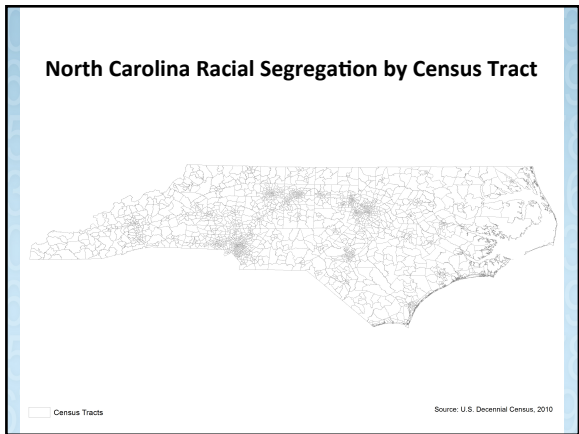 North Carolina Racial Segregation by Census Tract
Census Tracts
Source: U.S. Decennial Census, 2010